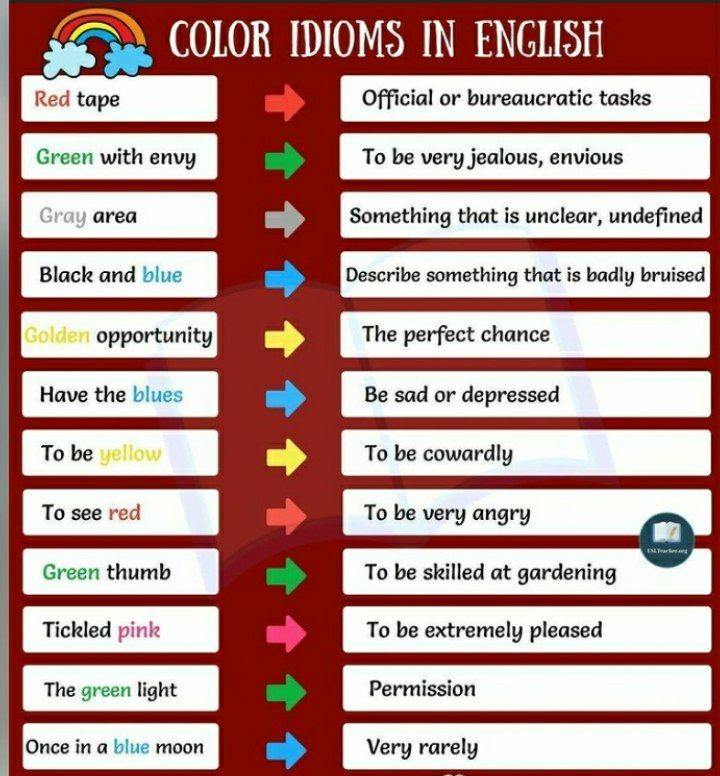 COLOR IDIOMS IN ENGLISH
Red tape
Official or bureaucratic tasks
Green with envy
To be very jealous, envious
Gray area
Something that is unclear, undefined
Black and blue
Describe something that is badly bruised
Golden opportunity
The perfect chance
Have the blues
Be sad or depressed
To be yellow
To be cowardly
To see red
To be very angry
ESLTeacher.org
Green thumb
To be skilled at gardening
Tickled pink
To be extremely pleased
The green light
Permission
Once in a blue moon
Very rarely